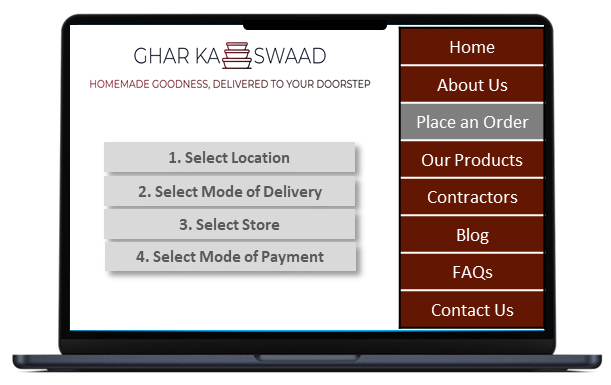 GHAR KA SWAAD
HOMEMADE GOODNESS, DELIVERED TO YOUR DOORSTEP
1. Select Location
2. Select Mode of Delivery
3. Select Store
4. Select Mode of Payment
Home
About Us
Place an Order
Our Products
Contractors
Blog
FAQs
Contact Us